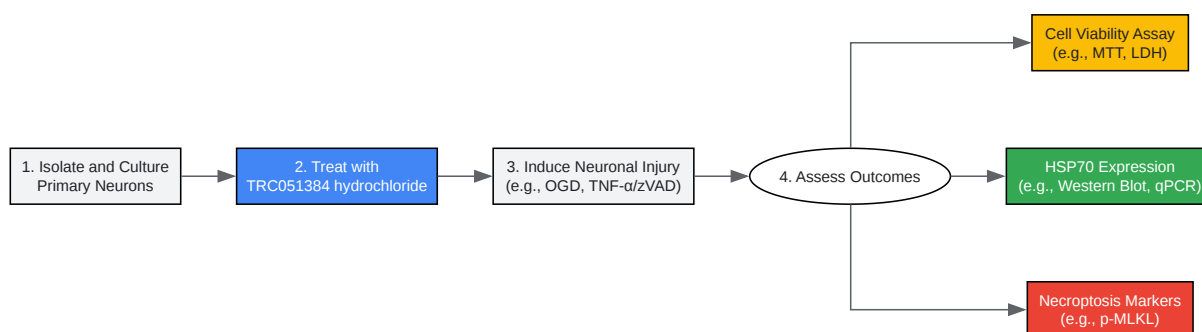 1. Isolate and Culture
Primary Neurons
2. Treat with
TRC051384 hydrochloride
3. Induce Neuronal Injury
(e.g., OGD, TNF-α/zVAD)
4. Assess Outcomes
Cell Viability Assay
(e.g., MTT, LDH)
HSP70 Expression
(e.g., Western Blot, qPCR)
Necroptosis Markers
(e.g., p-MLKL)